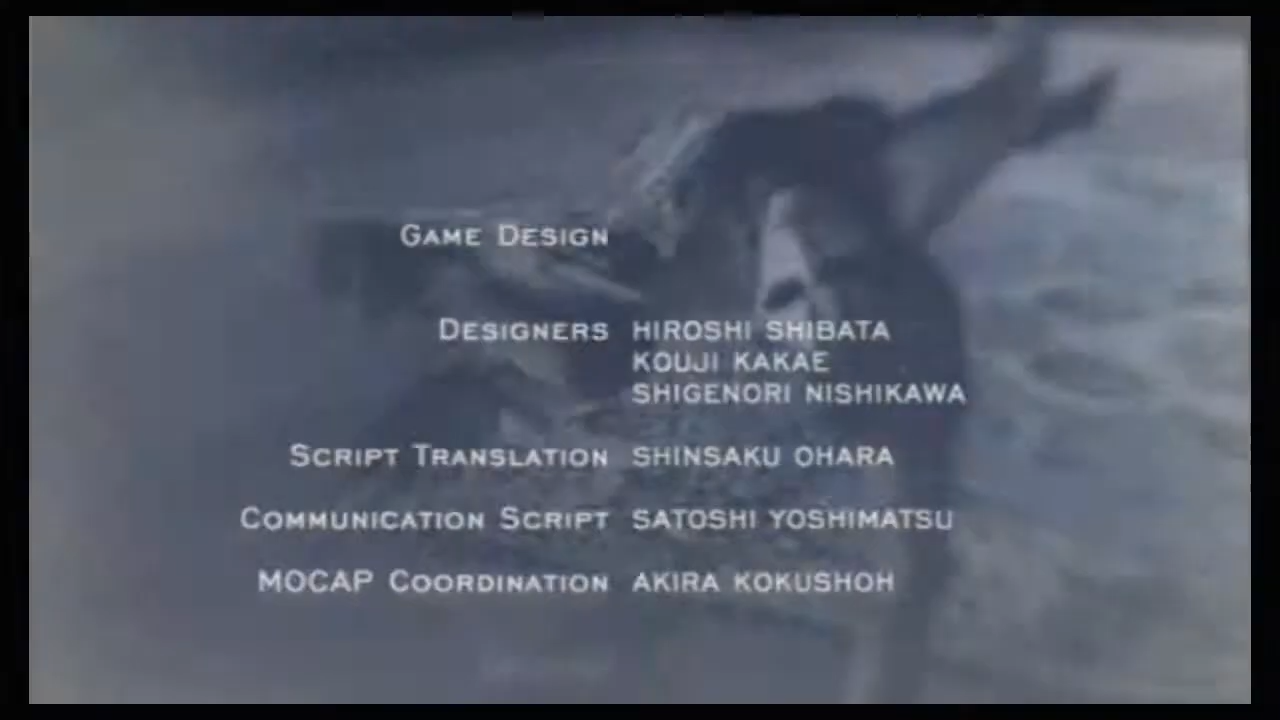 Game Design
Designers HIROSHI SHIBATA
KOUJI KAKAE
SHIGENORI NISHIKAWA
Script Translation SHINSAKU OHARA
Communication Script SATOSHI YOSHIMATSU
MOCAP Coordination AKIRA KOKUSHOH